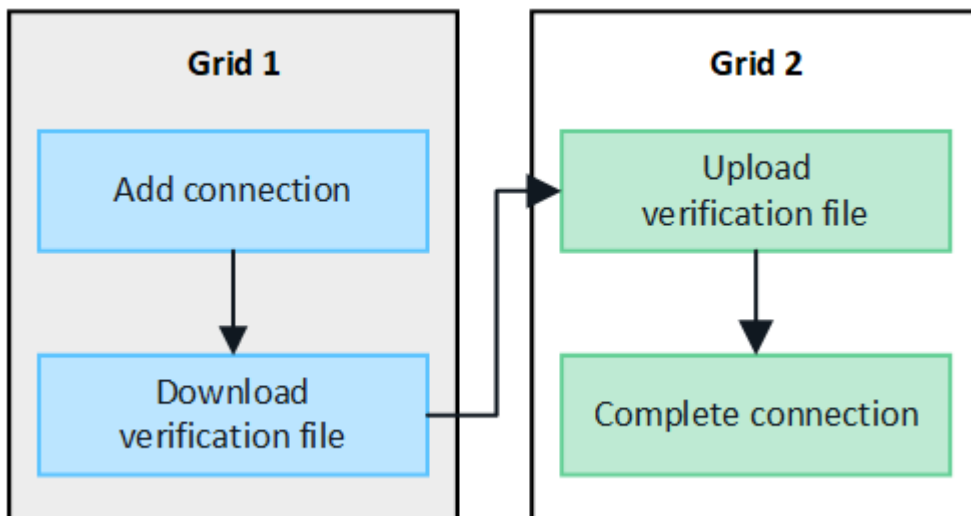 Grid 1
Add connection
Download
verification file
Grid 2
Upload
verification file
Complete connection